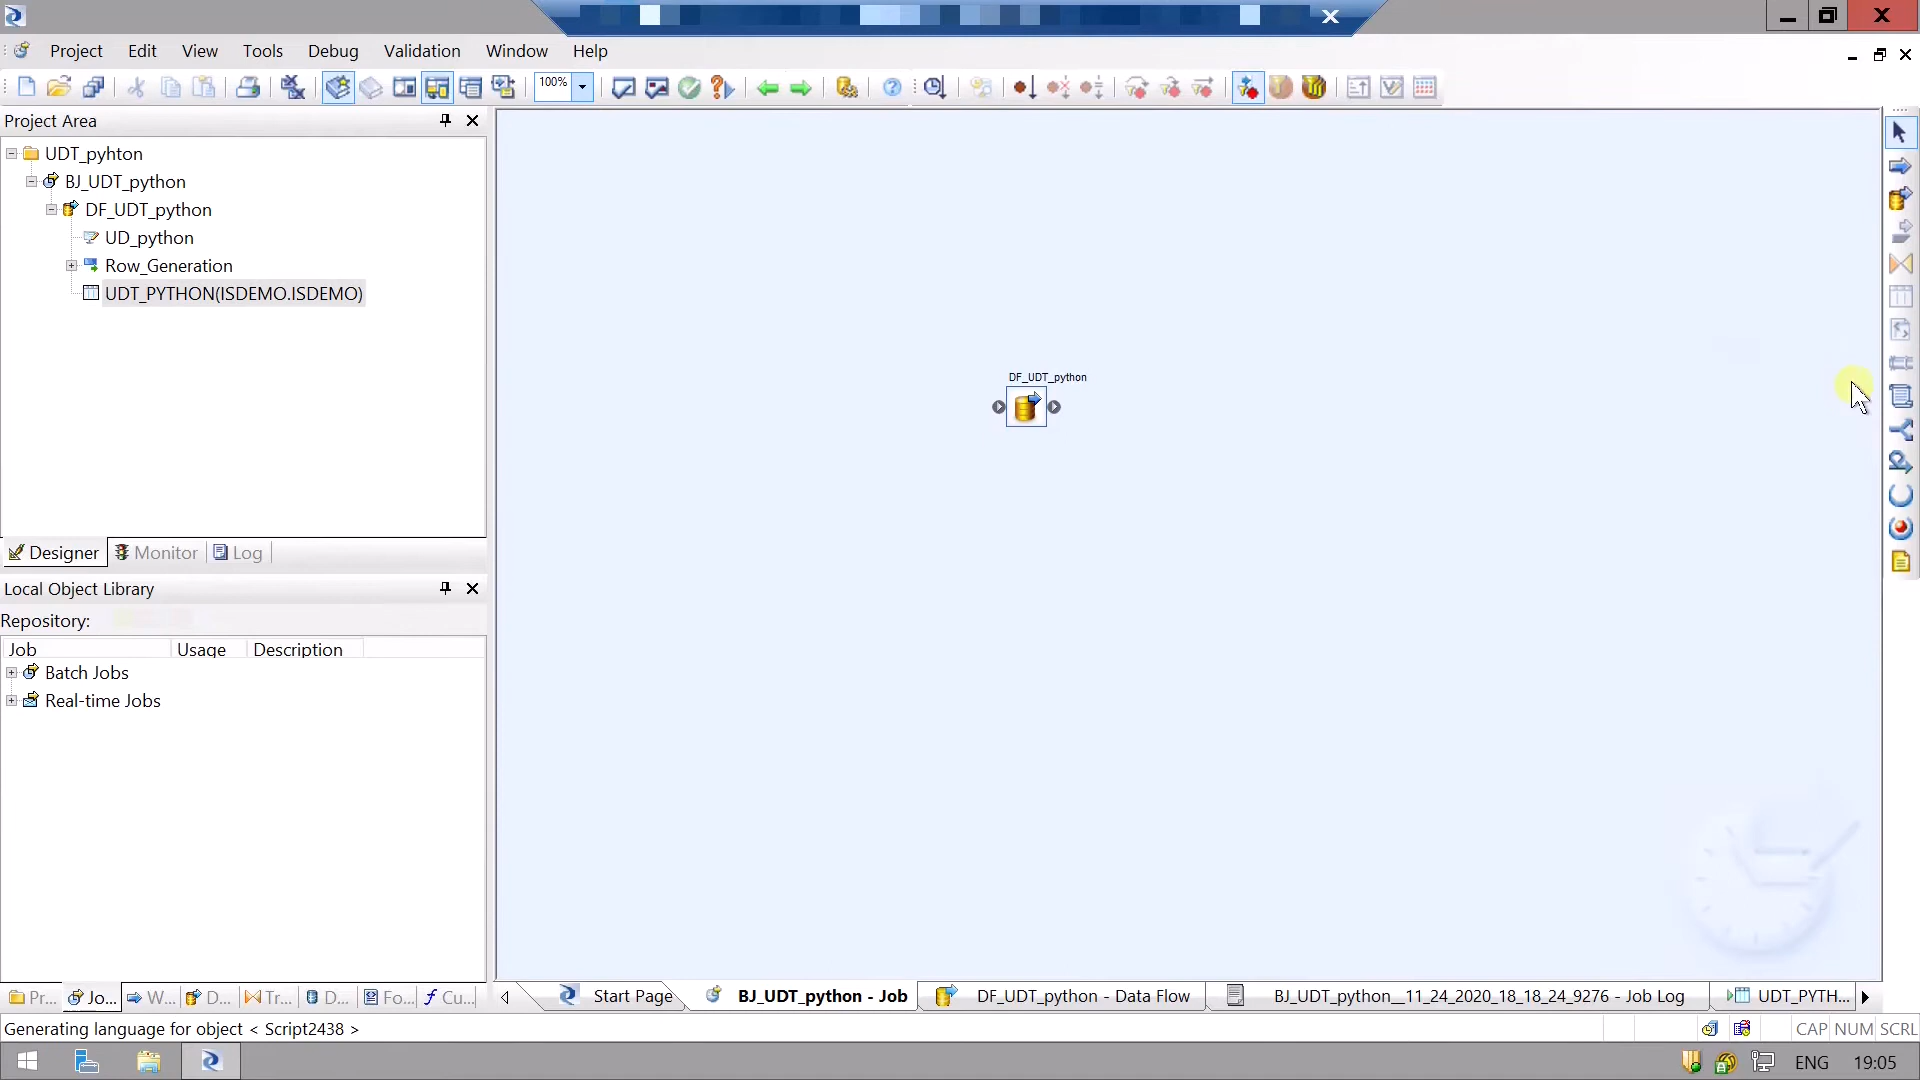 Project Edit View Tools Debug Validation Window Help
100%
Project Area
UDT_pyhton
BJ_UDT_python
DF_UDT_python
UD_python
Row_Generation
UDT_PYTHON(ISDEMO.ISDEMO)
DF_UDT_python
Designer Monitor Log
Local Object Library
Repository:
Job Usage Description
Batch Jobs
Real-time Jobs
Pr... Jo... W... D... Tr... D... Fo... Cu...
Start Page BJ_UDT_python - Job DF_UDT_python - Data Flow BJ_UDT_python__11_24_2020_18_18_24_9276 - Job Log UDT_PYTH...
Generating language for object < Script2438 >
CAP NUM SCRL
ENG 19:05